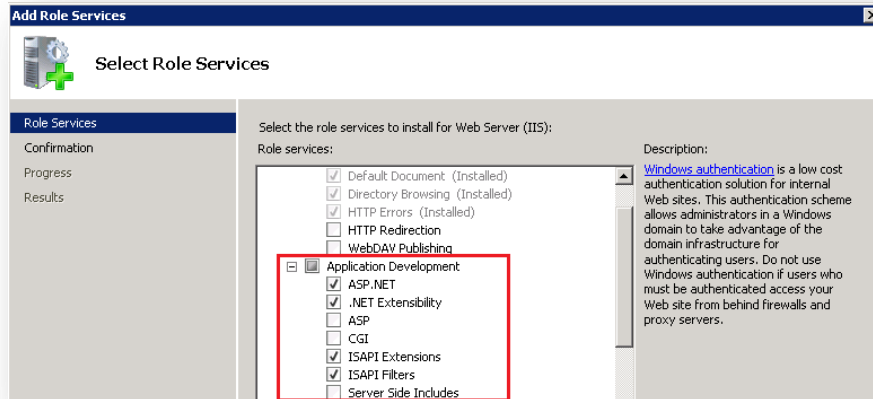 Add Role Services
Select Role Services
Role Services
Confirmation
Progress
Results
Select the role services to install for Web Server (IIS):
Role services:
Default Document (Installed)
Directory Browsing (Installed)
HTTP Errors (Installed)
HTTP Redirection
WebDAV Publishing
Application Development
ASP.NET
.NET Extensibility
ASP
CGI
ISAPI Extensions
ISAPI Filters
Server Side Includes
Description:
Windows authentication is a low cost
authentication solution for internal
Web sites. This authentication scheme
allows administrators in a Windows
domain to take advantage of the
domain infrastructure for
authenticating users. Do not use
Windows authentication if users who
must be authenticated access your
Web site from behind firewalls and
proxy servers.